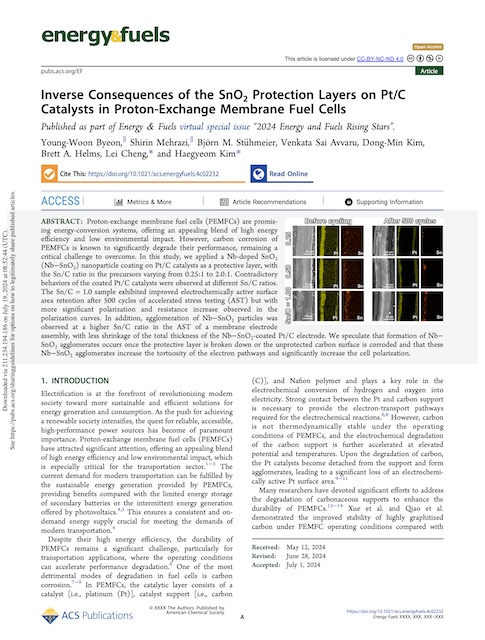 energy&fuels
Open Access
This article is licensed under CC-BY-NC-ND 4.0
pubs.acs.org/EF
Article
Inverse Consequences of the SnO2 Protection Layers on Pt/C
Catalysts in Proton-Exchange Membrane Fuel Cells
Published as part of Energy & Fuels virtual special issue “2024 Energy and Fuels Rising Stars”.
Young-Woon Byeon,∥ Shirin Mehrazi,∥ Björn M. Stühmeier, Venkata Sai Avvaru, Dong-Min Kim,
Brett A. Helms, Lei Cheng,* and Haegyeom Kim*
Cite This: https://doi.org/10.1021/acs.energyfuels.4c02232
Read Online
ACCESS
Metrics & More
Article Recommendations
Supporting Information
ABSTRACT: Proton-exchange membrane fuel cells (PEMFCs) are promis-
ing energy-conversion systems, offering an appealing blend of high energy
efficiency and low environmental impact. However, carbon corrosion of
PEMFCs is known to significantly degrade their performance, remaining a
critical challenge to overcome. In this study, we applied a Nb-doped SnO2
(Nb−SnO2) nanoparticle coating on Pt/C catalysts as a protective layer, with
the Sn/C ratio in the precursors varying from 0.25:1 to 2.0:1. Contradictory
behaviors of the coated Pt/C catalysts were observed at different Sn/C ratios.
The Sn/C = 1.0 sample exhibited improved electrochemically active surface
area retention after 500 cycles of accelerated stress testing (AST) but with
more significant polarization and resistance increase observed in the
polarization curves. In addition, agglomeration of Nb−SnO2 particles was
observed at a higher Sn/C ratio in the AST of a membrane electrode
assembly, with less shrinkage of the total thickness of the Nb−SnO2-coated Pt/C electrode. We speculate that formation of Nb−
SnO2 agglomerates occurs once the protective layer is broken down or the unprotected carbon surface is corroded and that these
Nb−SnO2 agglomerates increase the tortuosity of the electron pathways and significantly increase the cell polarization.
Before cycling
After 500 cycles
0.25
0.50
Sn/C = 1.00
Pt
Sn
Pt
Sn
Pt
Sn
Pt
Sn
Pt
Sn
Pt
Sn
1. INTRODUCTION
Electrification is at the forefront of revolutionizing modern
society toward more sustainable and efficient solutions for
energy generation and consumption. As the push for achieving
a renewable society intensifies, the quest for reliable, accessible,
high-performance power sources has become of paramount
importance. Proton-exchange membrane fuel cells (PEMFCs)
have attracted significant attention, offering an appealing blend
of high energy efficiency and low environmental impact, which
is especially critical for the transportation sector.1−3 The
current demand for modern transportation can be fulfilled by
the sustainable energy generation provided by PEMFCs,
providing benefits compared with the limited energy storage
of secondary batteries or the intermittent energy generation
offered by photovoltaics.4,5 This ensures a consistent and on-
demand energy supply crucial for meeting the demands of
modern transportation.6
Despite their high energy efficiency, the durability of
PEMFCs remains a significant challenge, particularly for
transportation applications, where the operating conditions
can accelerate performance degradation.6 One of the most
detrimental modes of degradation in fuel cells is carbon
corrosion.7−9 In PEMFCs, the catalytic layer consists of a
catalyst [i.e., platinum (Pt)], catalyst support [i.e., carbon
(C)], and Nafion polymer and plays a key role in the
electrochemical conversion of hydrogen and oxygen into
electricity. Strong contact between the Pt and carbon support
is necessary to provide the electron-transport pathways
required for the electrochemical reactions.6,8 However, carbon
is not thermodynamically stable under the operating
conditions of PEMFCs, and the electrochemical degradation
of the carbon support is further accelerated at elevated
potential and temperatures. Upon the degradation of carbon,
the Pt catalysts become detached from the support and form
agglomerates, leading to a significant loss of an electrochemi-
cally active Pt surface area.9−11
Many researchers have devoted significant efforts to address
the degradation of carbonaceous supports to enhance the
durability of PEMFCs.12−14 Xue et al. and Qiao et al.
demonstrated the improved stability of highly graphitized
carbon under PEMFC operating conditions compared with
Received: May 12, 2024
Revised: June 28, 2024
Accepted: July 1, 2024
ACS Publications
© XXXX The Authors. Published by
American Chemical Society
A
https://doi.org/10.1021/acs.energyfuels.4c02232
Energy Fuels XXXX, XXX, XXX−XXX
Downloaded via 211.234.194.186 on July 19, 2024 at 08:52:44 (UTC).
See https://pubs.acs.org/sharingguidelines for options on how to legitimately share published articles.